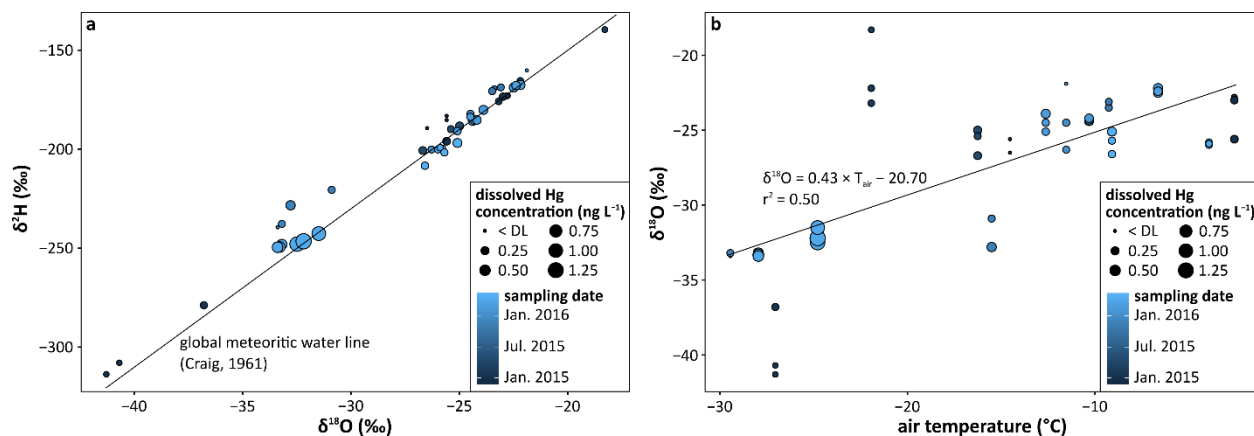 a
δ²H (‰)
−150
−200
−250
−300
global meteoritic water line
(Craig, 1961)
dissolved Hg
concentration (ng L⁻¹)
< DL
0.75
0.25
1.00
0.50
1.25
sampling date
Jan. 2016
Jul. 2015
Jan. 2015
−40
−35
−30
−25
−20
δ¹⁸O (‰)
b
δ¹⁸O (‰)
−20
−25
−30
−35
−40
δ¹⁸O = 0.43 × Tair − 20.70
r² = 0.50
dissolved Hg
concentration (ng L⁻¹)
< DL
0.75
0.25
1.00
0.50
1.25
sampling date
Jan. 2016
Jul. 2015
Jan. 2015
−30
−20
−10
air temperature (°C)